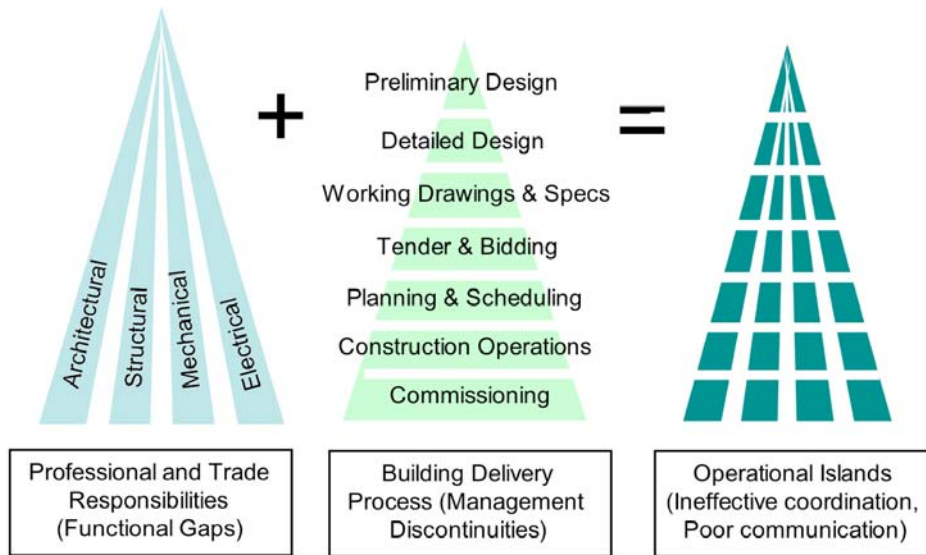 +
=
Architectural
Structural
Mechanical
Electrical
Preliminary Design
Detailed Design
Working Drawings & Specs
Tender & Bidding
Planning & Scheduling
Construction Operations
Commissioning
Professional and Trade
Responsibilities
(Functional Gaps)
Building Delivery
Process (Management
Discontinuities)
Operational Islands
(Ineffective coordination,
Poor communication)